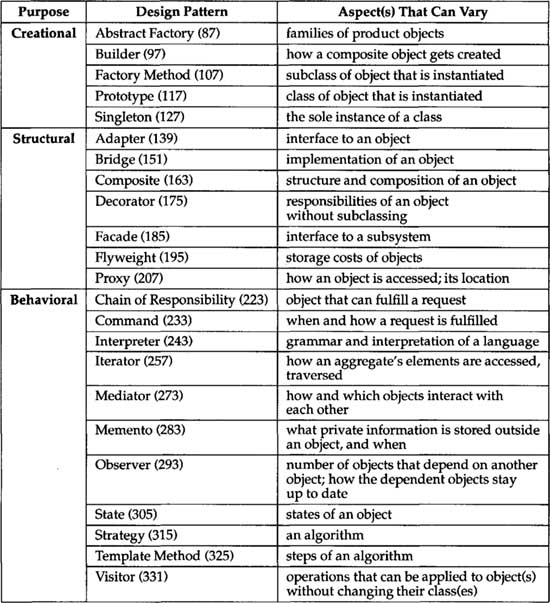 Purpose Design Pattern Aspect(s) That Can Vary
Creational Abstract Factory (87) families of product objects
Builder (97) how a composite object gets created
Factory Method (107) subclass of object that is instantiated
Prototype (117) class of object that is instantiated
Singleton (127) the sole instance of a class
Structural Adapter (139) interface to an object
Bridge (151) implementation of an object
Composite (163) structure and composition of an object
Decorator (175) responsibilities of an object
without subclassing
Facade (185) interface to a subsystem
Flyweight (195) storage costs of objects
Proxy (207) how an object is accessed; its location
Behavioral Chain of Responsibility (223) object that can fulfill a request
Command (233) when and how a request is fulfilled
Interpreter (243) grammar and interpretation of a language
Iterator (257) how an aggregate's elements are accessed,
traversed
Mediator (273) how and which objects interact with
each other
Memento (283) what private information is stored outside
an object, and when
Observer (293) number of objects that depend on another
object; how the dependent objects stay
up to date
State (305) states of an object
Strategy (315) an algorithm
Template Method (325) steps of an algorithm
Visitor (331) operations that can be applied to object(s)
without changing their class(es)